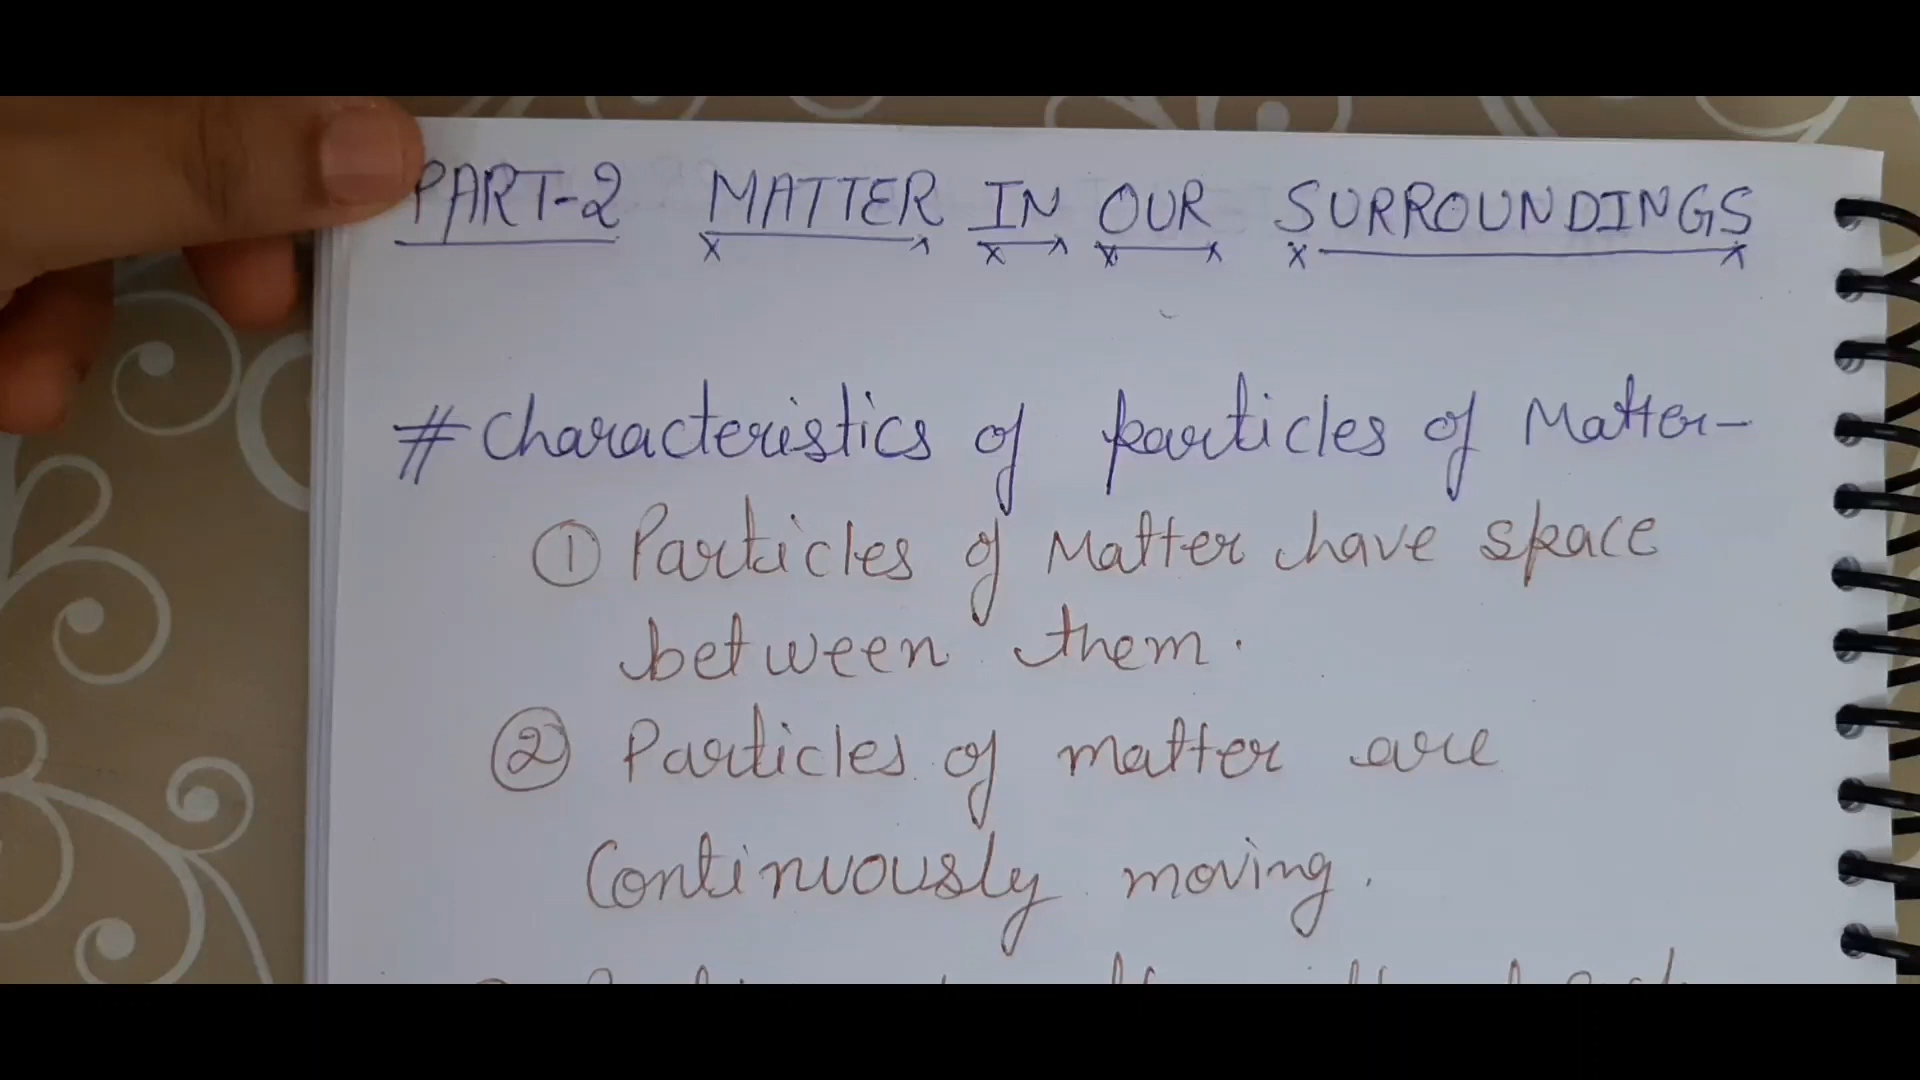 PART-2 MATTER IN OUR SURROUNDINGS
# Characteristics of particles of Matter-
① Particles of Matter have space
between them.
② Particles of matter are
Continuously moving.